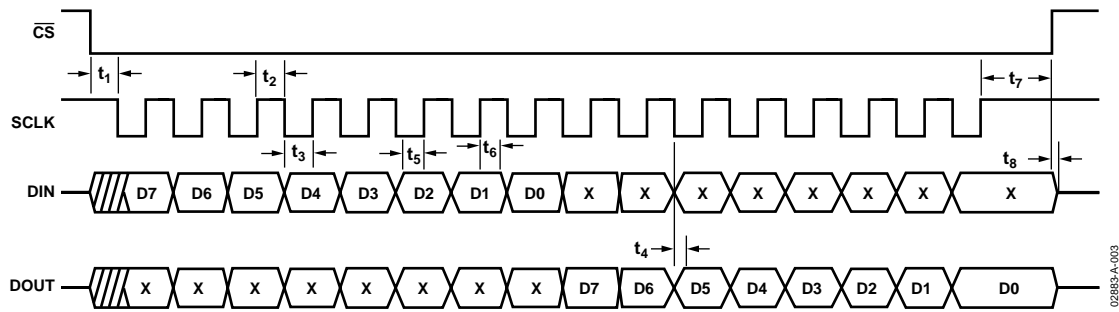 CS
t1
t2
t7
SCLK
t3
t5
t6
t8
DIN
D7 D6 D5 D4 D3 D2 D1 D0 X X X X X X X X
t4
DOUT
X X X X X X X X D7 D6 D5 D4 D3 D2 D1 D0
02883-A-003